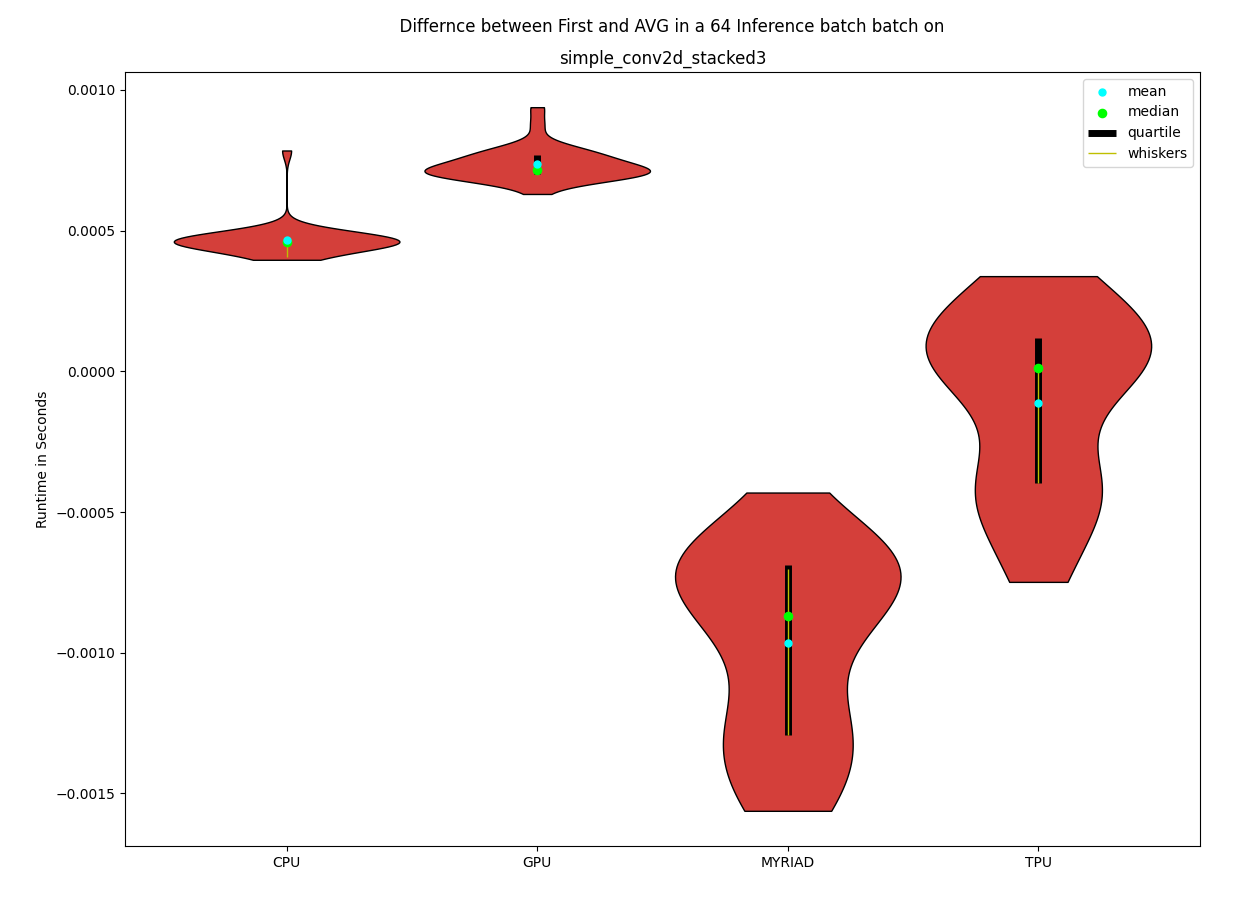 Differnce between First and AVG in a 64 Inference batch batch on
simple_conv2d_stacked3
mean
median
quartile
whiskers
Runtime in Seconds
0.0010
0.0005
0.0000
−0.0005
−0.0010
−0.0015
CPU GPU MYRIAD TPU